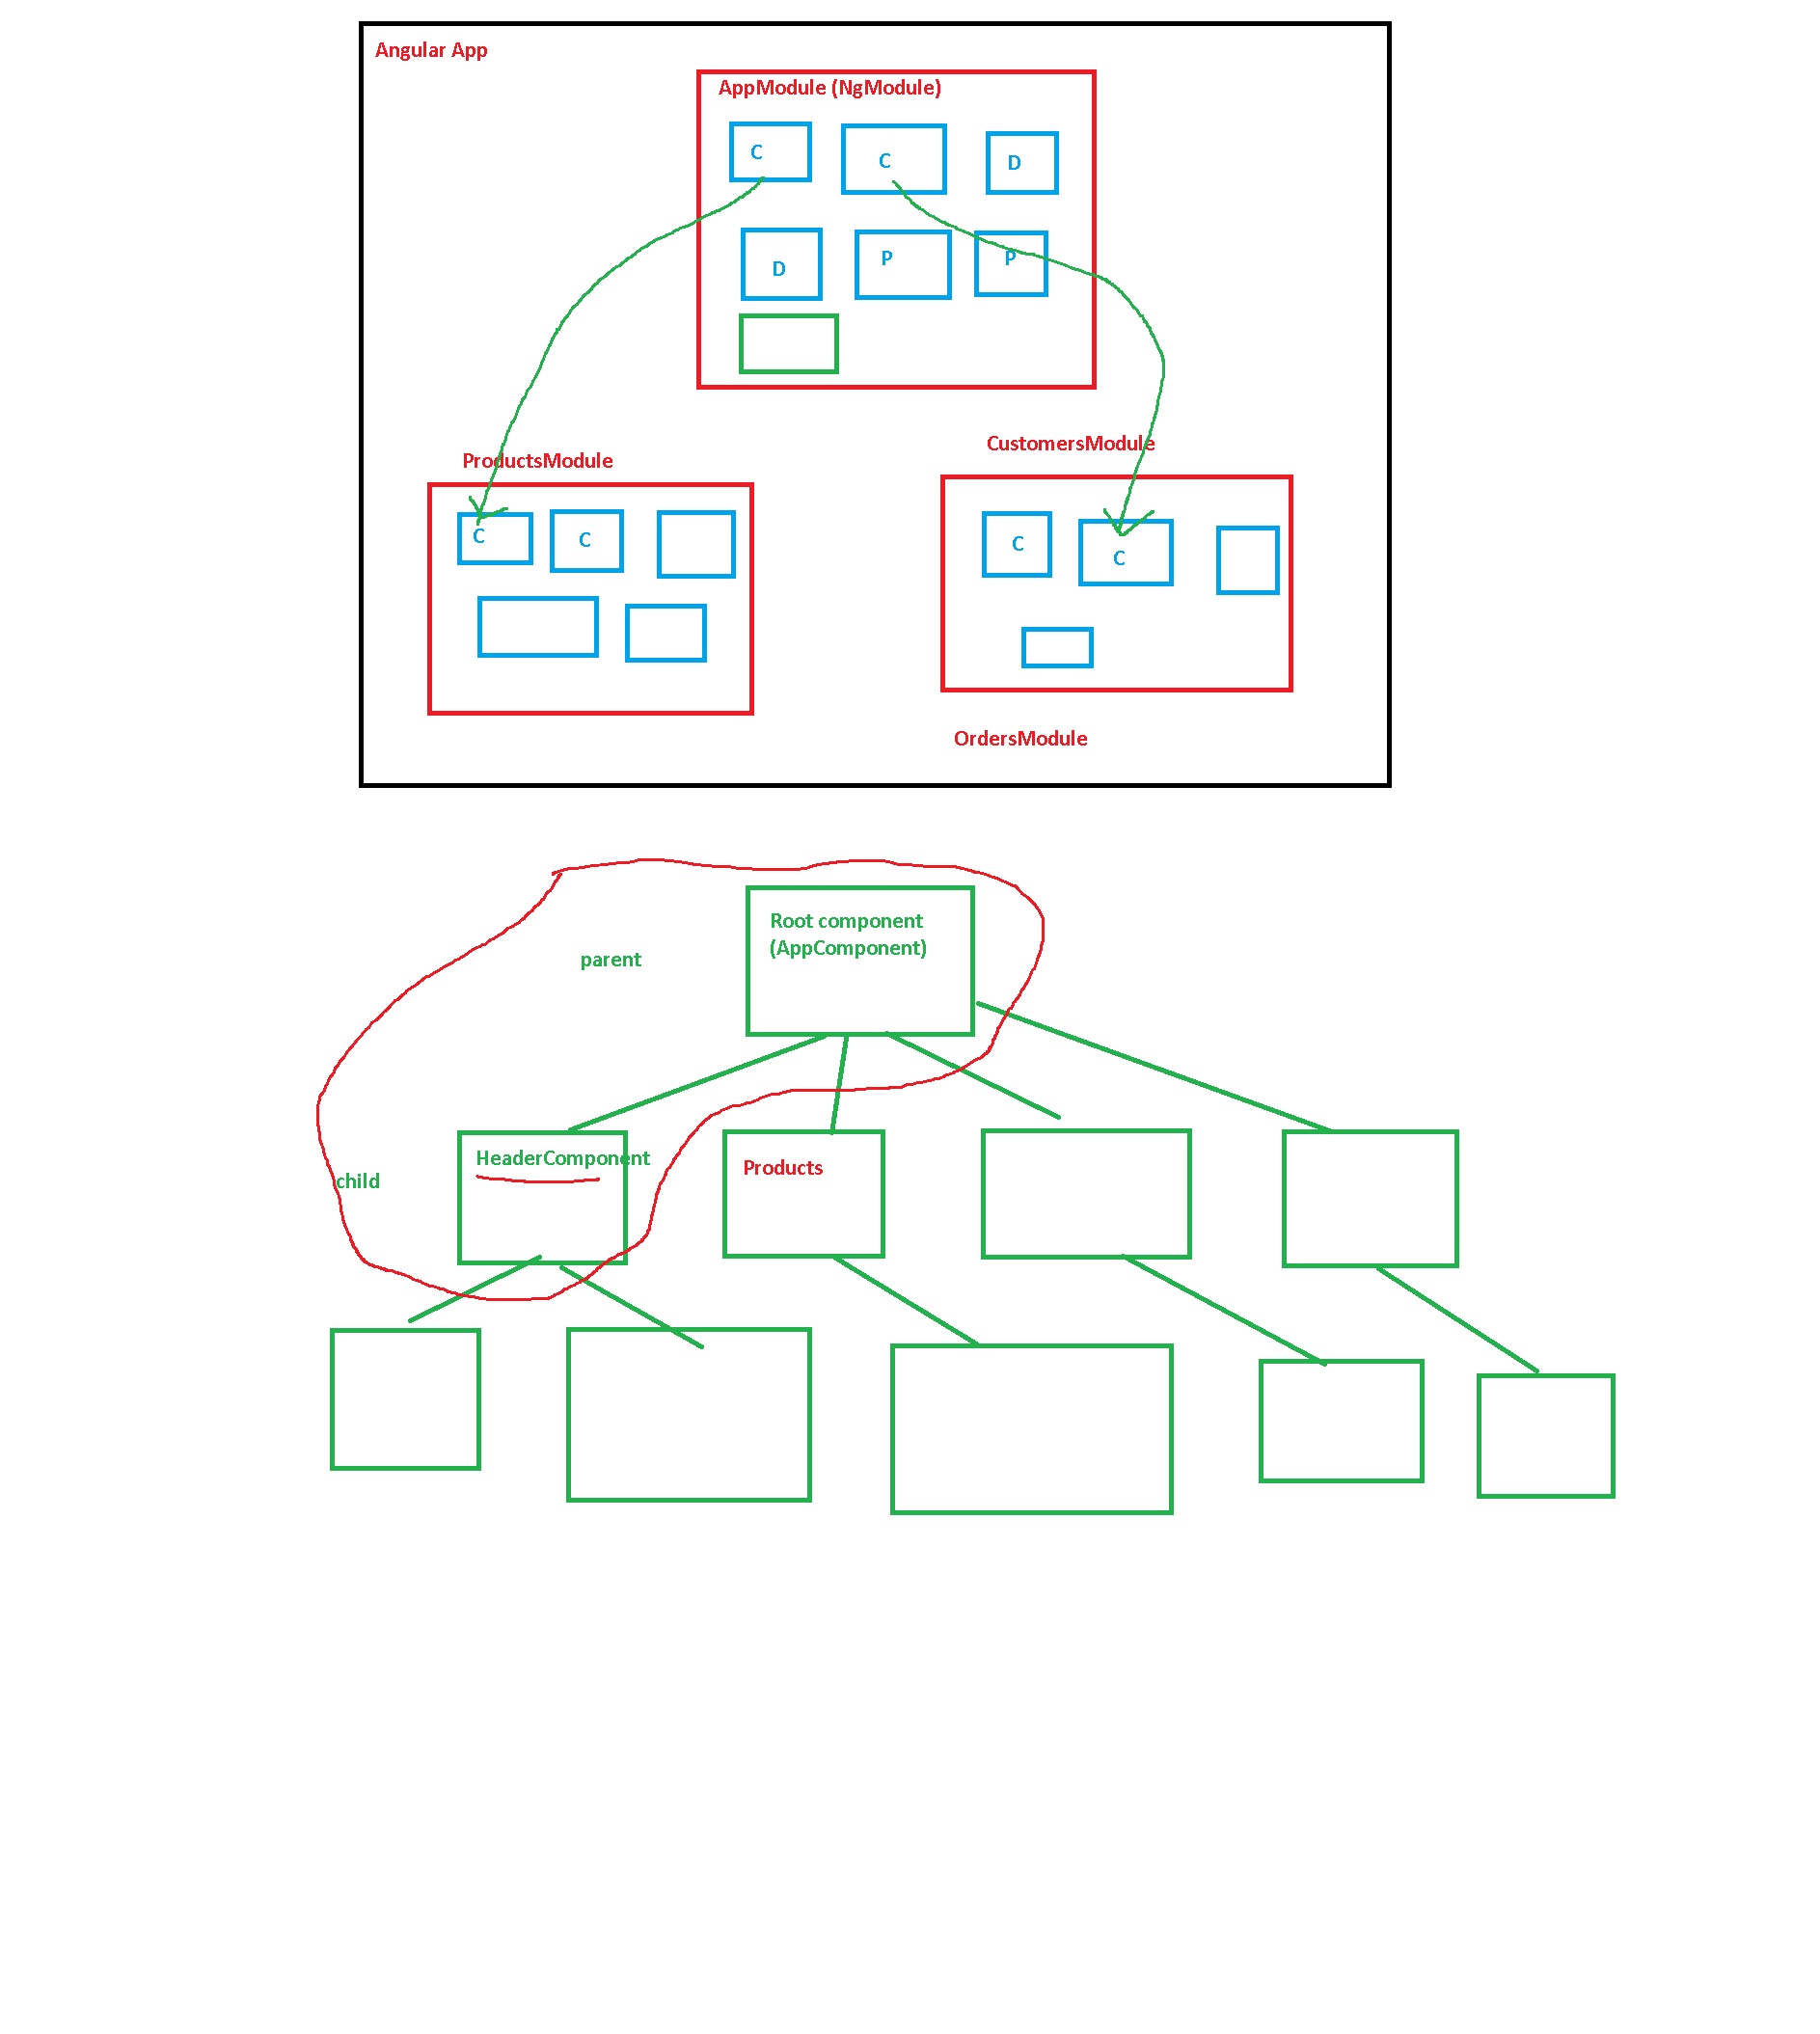 Angular App
AppModule (NgModule)
C
C
D
D
P
P
ProductsModule
CustomersModule
C
C
C
C
OrdersModule
Root component
(AppComponent)
parent
HeaderComponent
Products
child